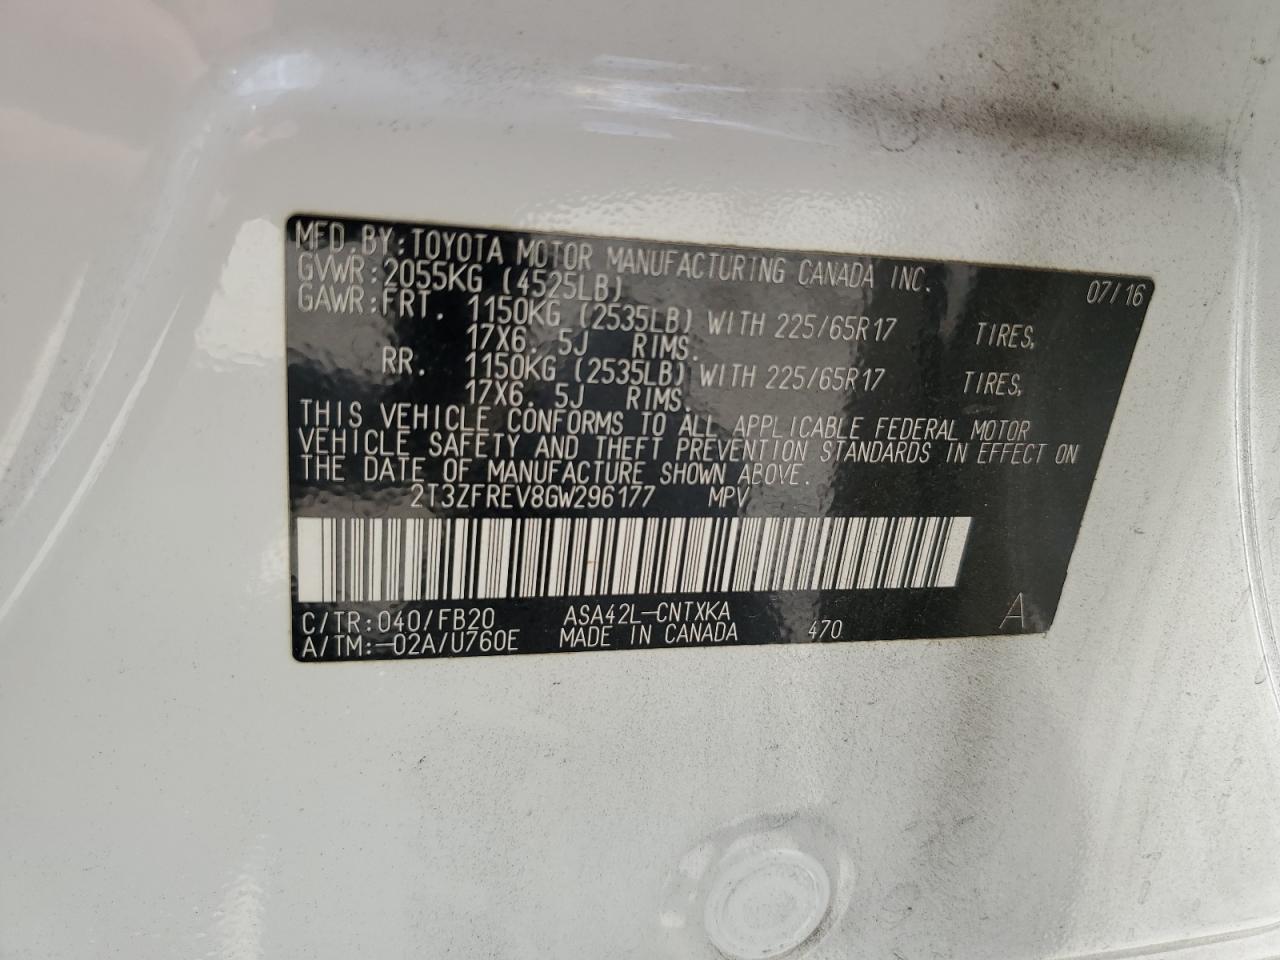 MFD.BY:TOYOTA MOTOR MANUFACTURING CANADA INC. 07/16
GVWR:2055KG (4525LB)
GAWR:FRT. 1150KG (2535LB) WITH 225/65R17 TIRES,
17X6.5J RIMS.
RR. 1150KG (2535LB) WITH 225/65R17 TIRES,
17X6.5J RIMS.
THIS VEHICLE CONFORMS TO ALL APPLICABLE FEDERAL MOTOR
VEHICLE SAFETY AND THEFT PREVENTION STANDARDS IN EFFECT ON
THE DATE OF MANUFACTURE SHOWN ABOVE.
2T3ZFREV8GW296177 MPV
C/TR:040/FB20 ASA42L-CNTXKA A
A/TM:-02A/U760E MADE IN CANADA 470